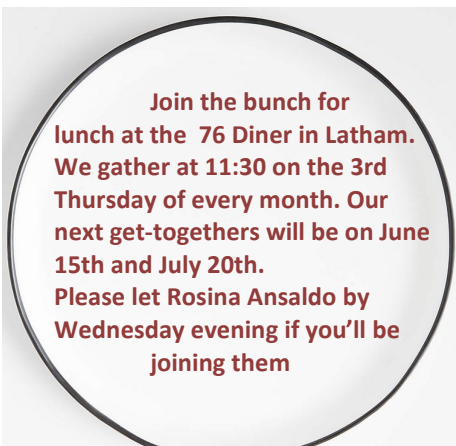 Join the bunch for
lunch at the 76 Diner in Latham.
We gather at 11:30 on the 3rd
Thursday of every month. Our
next get-togethers will be on June
15th and July 20th.
Please let Rosina Ansaldo by
Wednesday evening if you’ll be
joining them